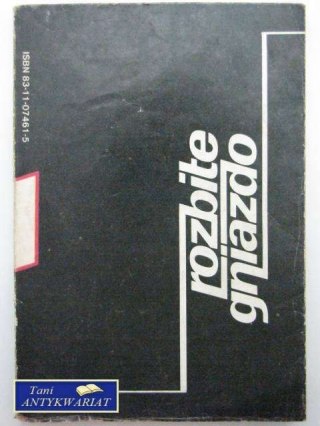 ISBN 83-11-07461-5
rozbite
gniazdo
Tani
ANTYKWARIAT